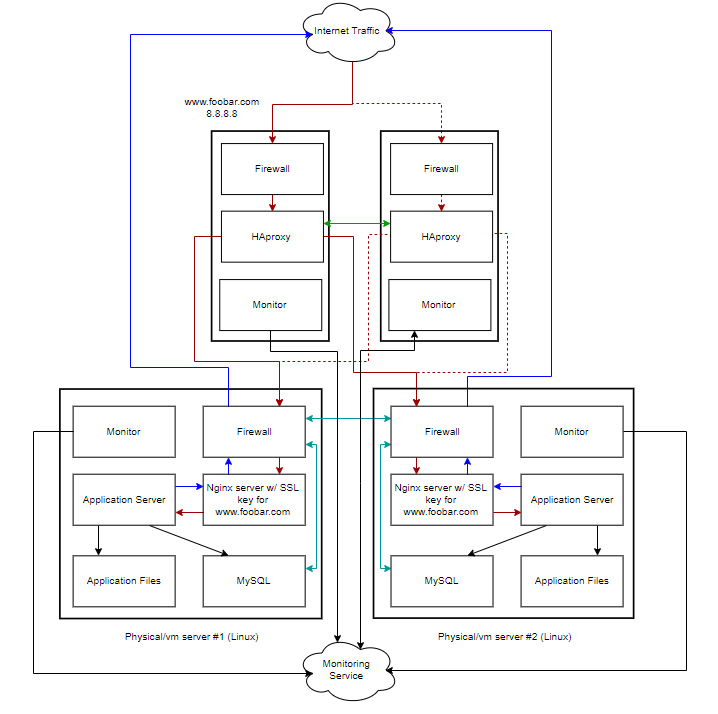 Internet Traffic
www.foobar.com
8.8.8.8
Firewall
Firewall
HAproxy
HAproxy
Monitor
Monitor
Monitor
Firewall
Firewall
Monitor
Application Server
Nginx server w/ SSL
key for
www.foobar.com
Nginx server w/ SSL
key for
www.foobar.com
Application Server
Application Files
MySQL
MySQL
Application Files
Physical/vm server #1 (Linux)
Physical/vm server #2 (Linux)
Monitoring
Service